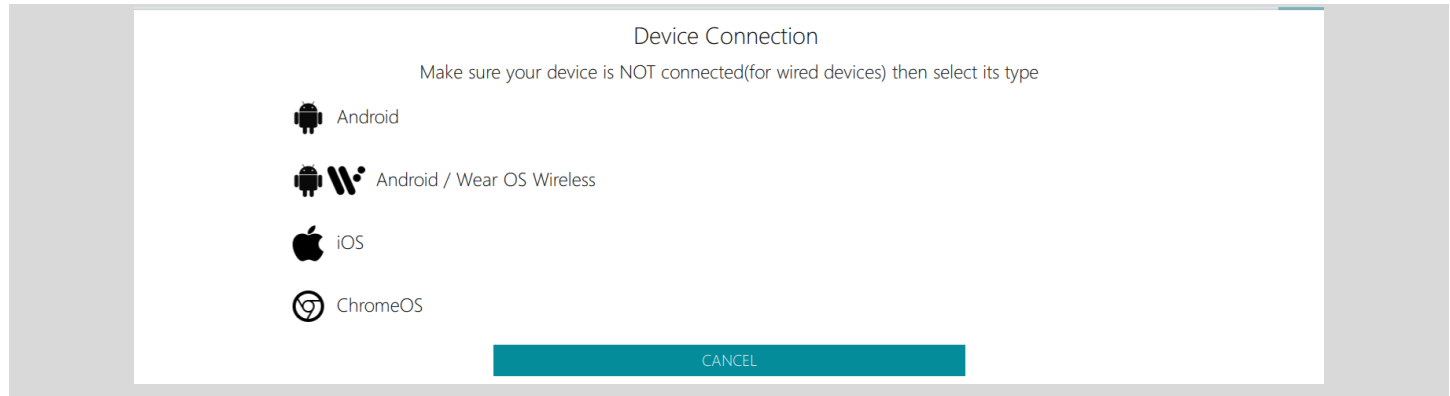 Device Connection
Make sure your device is NOT connected(for wired devices) then select its type
Android
Android / Wear OS Wireless
iOS
ChromeOS
CANCEL